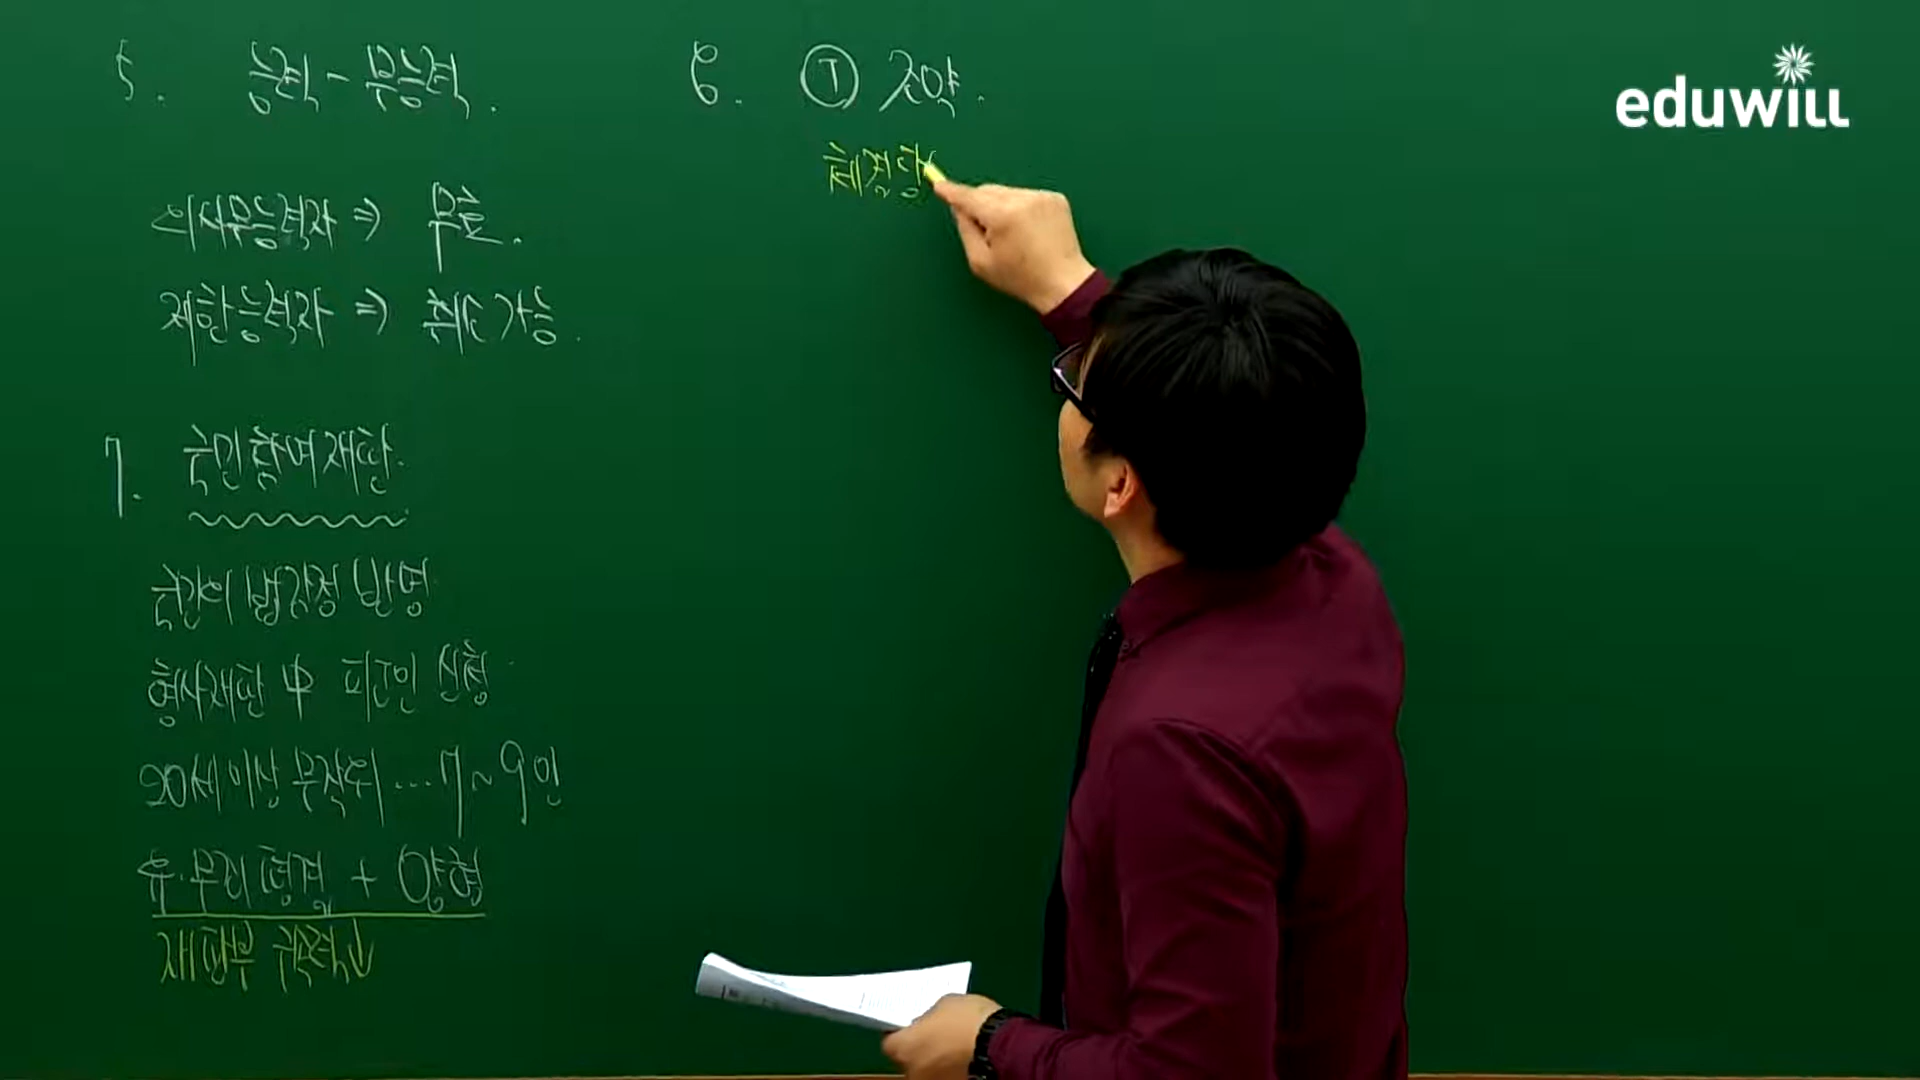 5. 능력 - 무능력.
의사무능력자 ⇒ 무효.
제한능력자 ⇒ 취소가능.
7. 국민참여재판.
국민의 법감정 반영
형사재판 中 피고인 신청.
20세 이상 무작위 ... 7~9인
유·무죄 평결 + 양형
재판부 권력↓
6. ① 조약.
체결당
eduwill